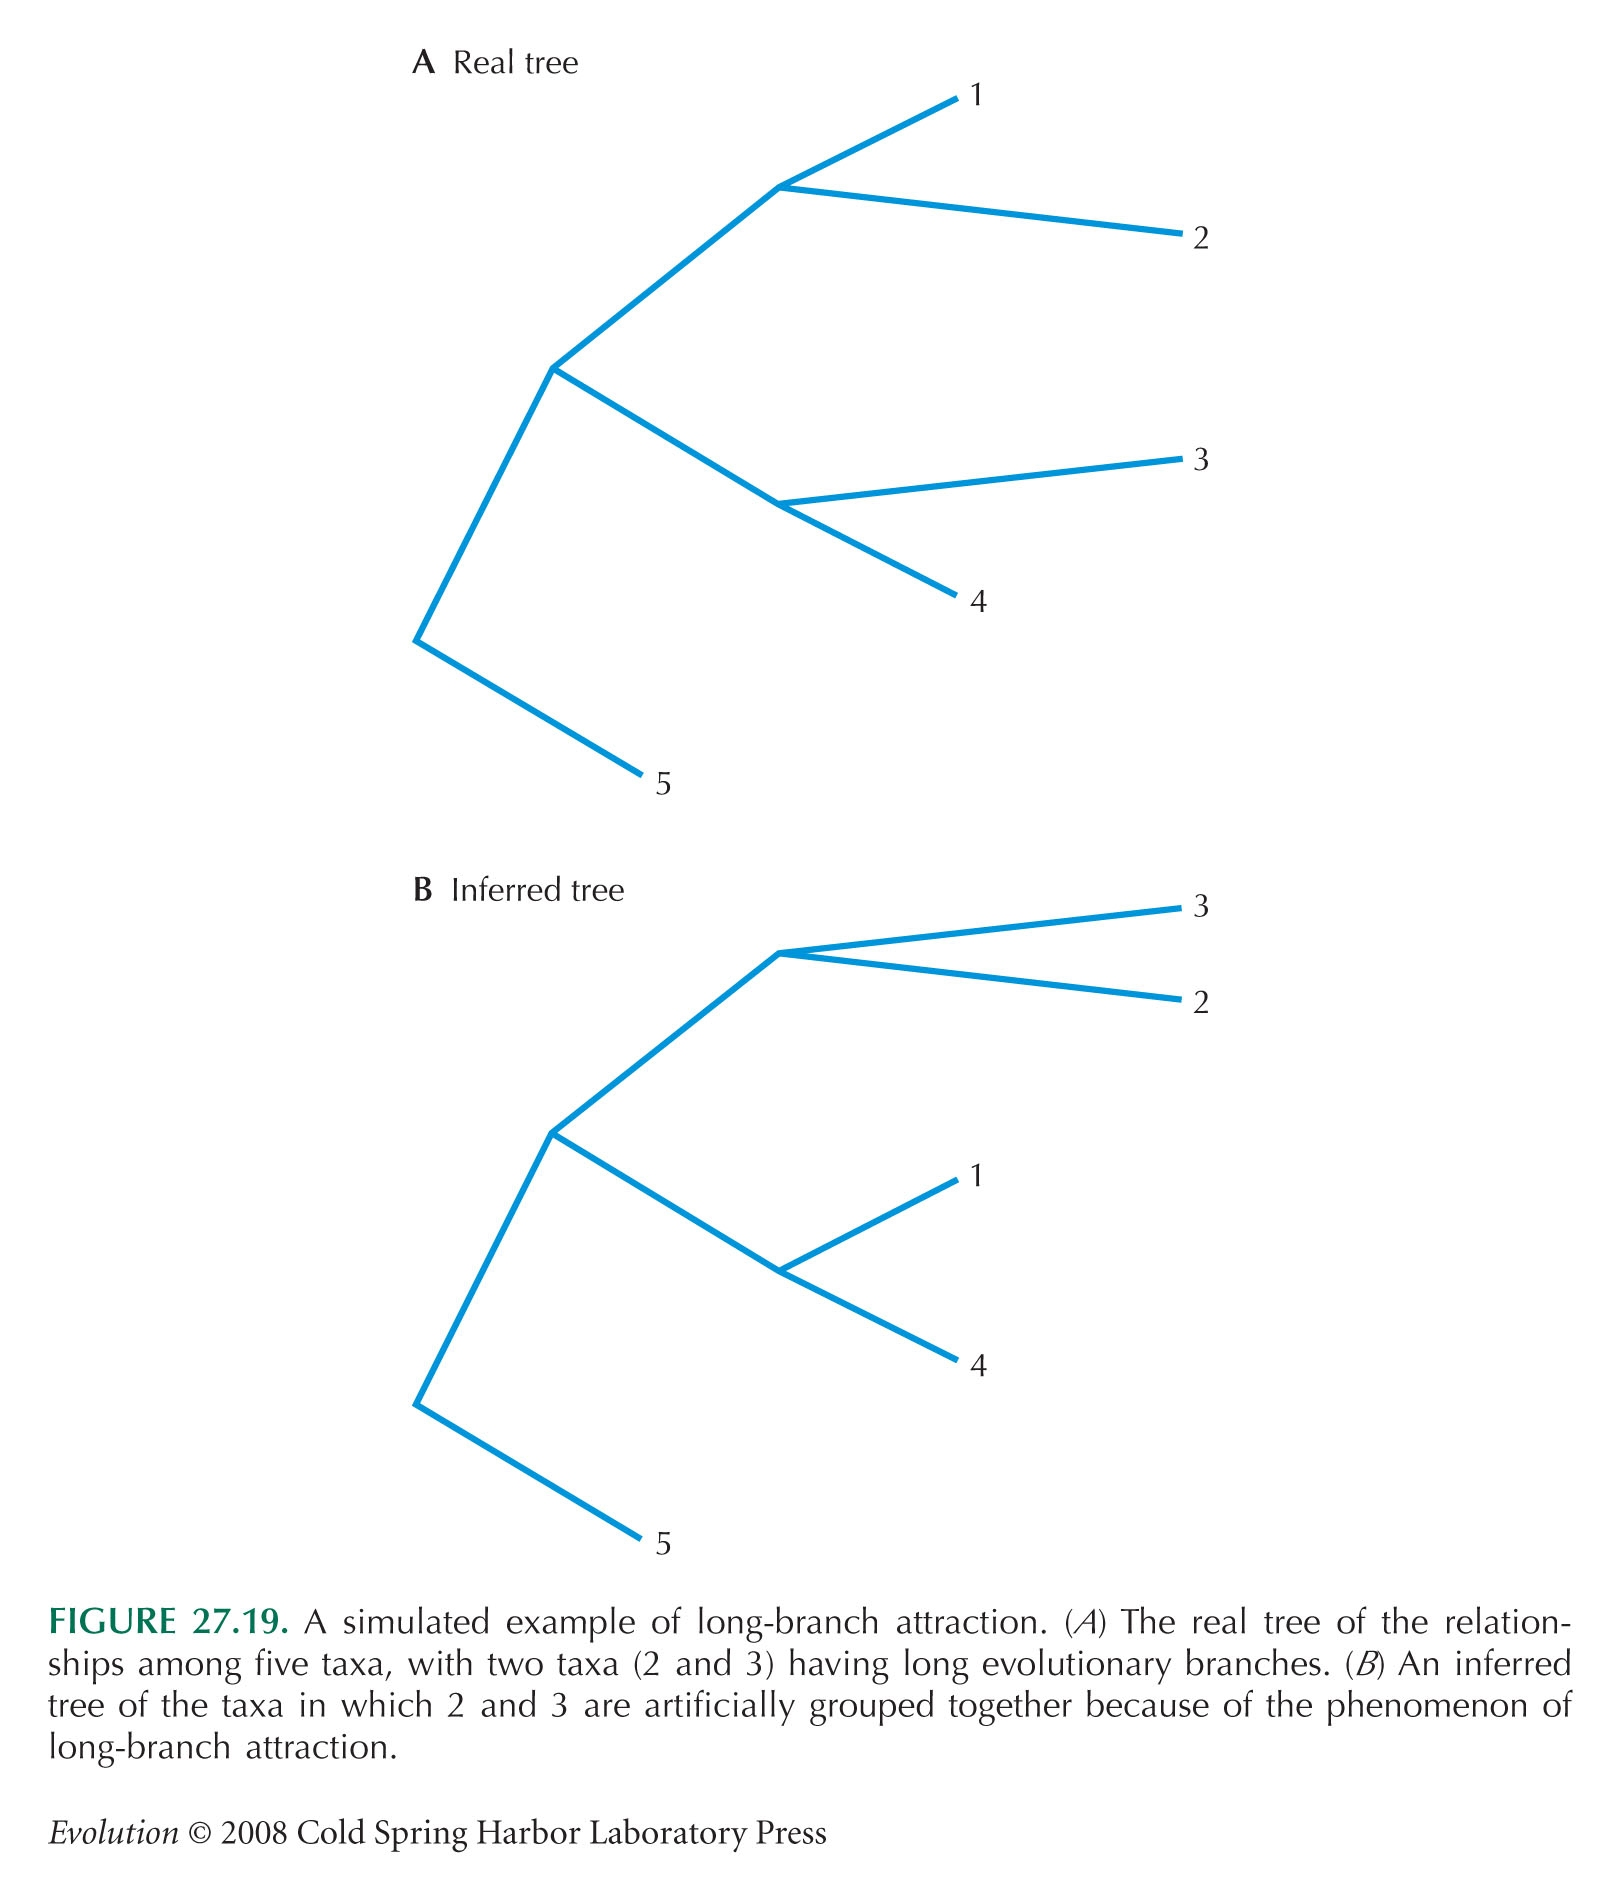 A Real tree
1
2
3
4
5
B Inferred tree
3
2
1
4
5
FIGURE 27.19. A simulated example of long-branch attraction. (A) The real tree of the relation-
ships among five taxa, with two taxa (2 and 3) having long evolutionary branches. (B) An inferred
tree of the taxa in which 2 and 3 are artificially grouped together because of the phenomenon of
long-branch attraction.
Evolution © 2008 Cold Spring Harbor Laboratory Press